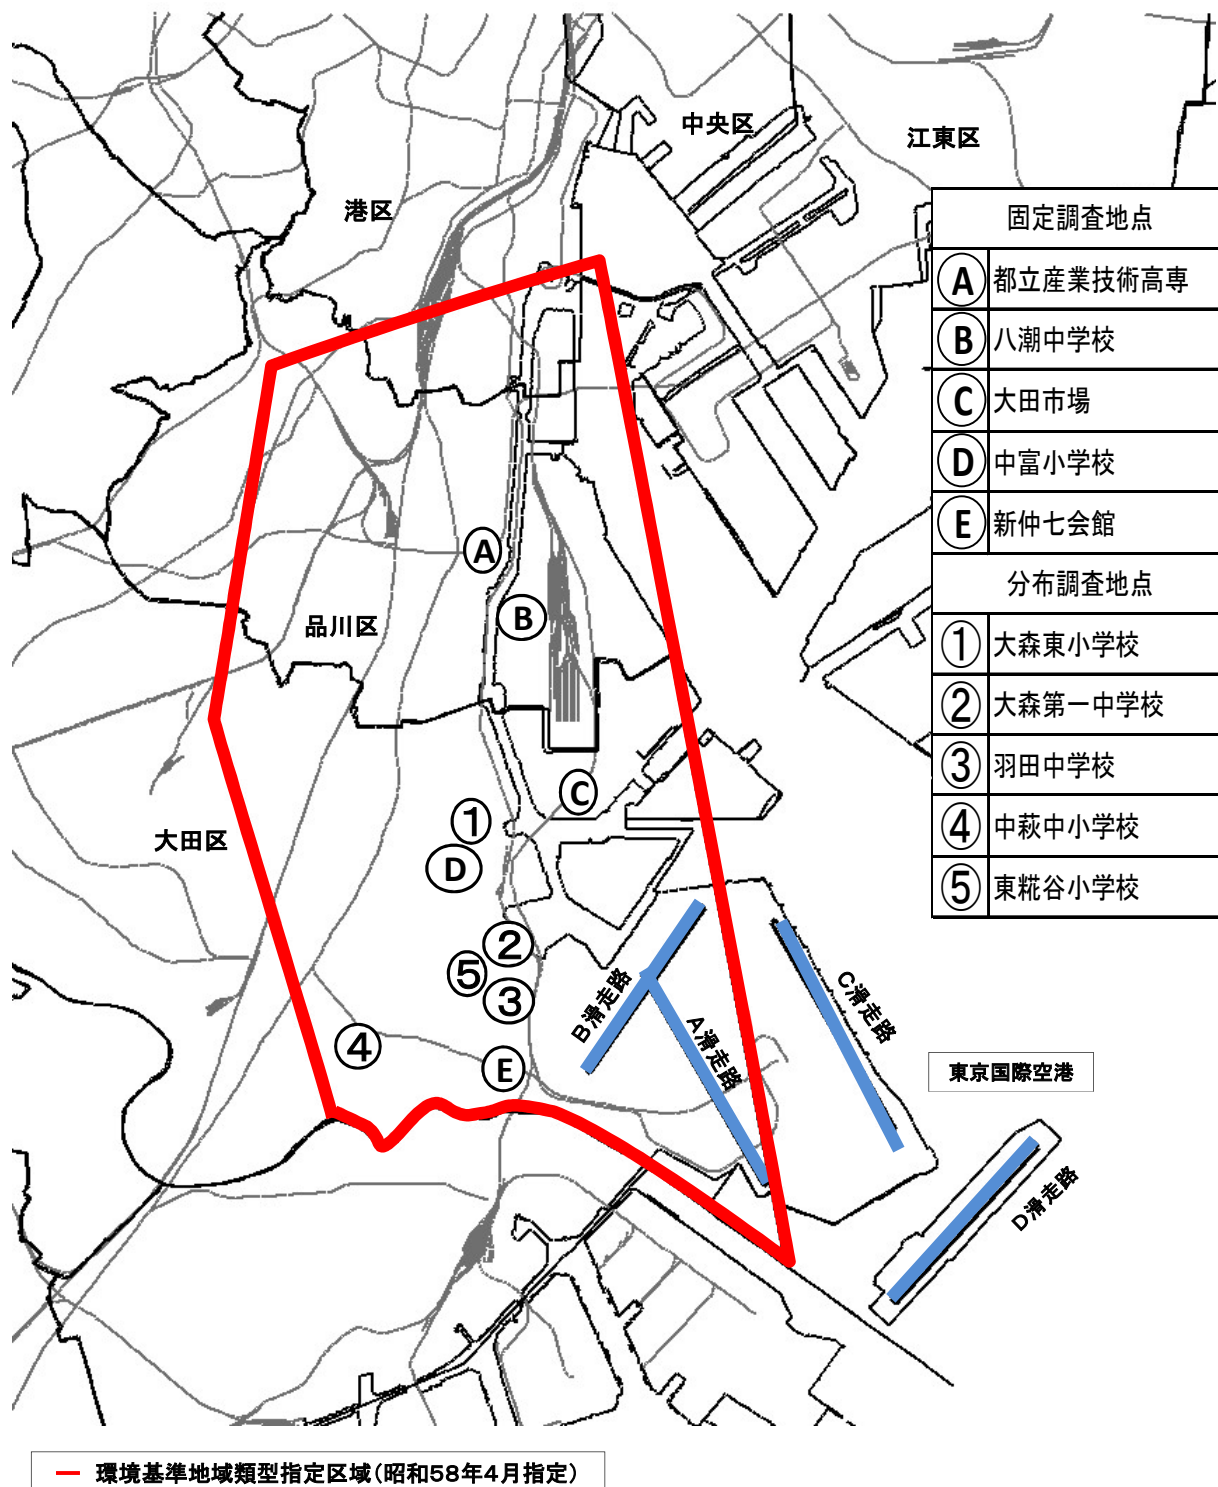 中央区
江東区
港区
品川区
大田区
固定調査地点
A 都立産業技術高専
B 八潮中学校
C 大田市場
D 中富小学校
E 新仲七会館
分布調査地点
① 大森東小学校
② 大森第一中学校
③ 羽田中学校
④ 中萩中小学校
⑤ 東糀谷小学校
A
B
C
①
D
②
⑤
③
④
E
B滑走路
A滑走路
C滑走路
D滑走路
東京国際空港
環境基準地域類型指定区域(昭和58年4月指定)